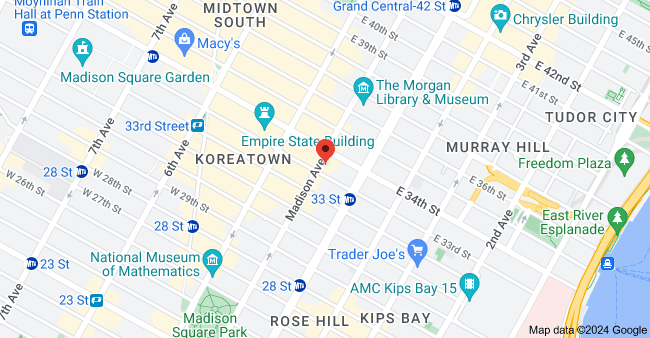 Moynihan Train
Hall at Penn Station
MIDTOWN
SOUTH
Grand Central-42 St
Chrysler Building
7th Ave
Macy's
E 40th St
E 39th St
3rd Ave
E 45th St
E 42nd St
E 41st St
Madison Square Garden
The Morgan
Library & Museum
TUDOR CITY
33rd Street
7th Ave
6th Ave
Empire State Building
KOREATOWN
Madison Ave
MURRAY HILL
Freedom Plaza
28 St
W 26th St
W 28th St
W 27th St
W 29th St
E 36th St
E 34th St
33 St
2nd Ave
East River
Esplanade
28 St
E 33rd St
Trader Joe's
National Museum
of Mathematics
23 St
28 St
AMC Kips Bay 15
7th Ave
23 St
Madison
Square Park
ROSE HILL
KIPS BAY
Map data ©2024 Google